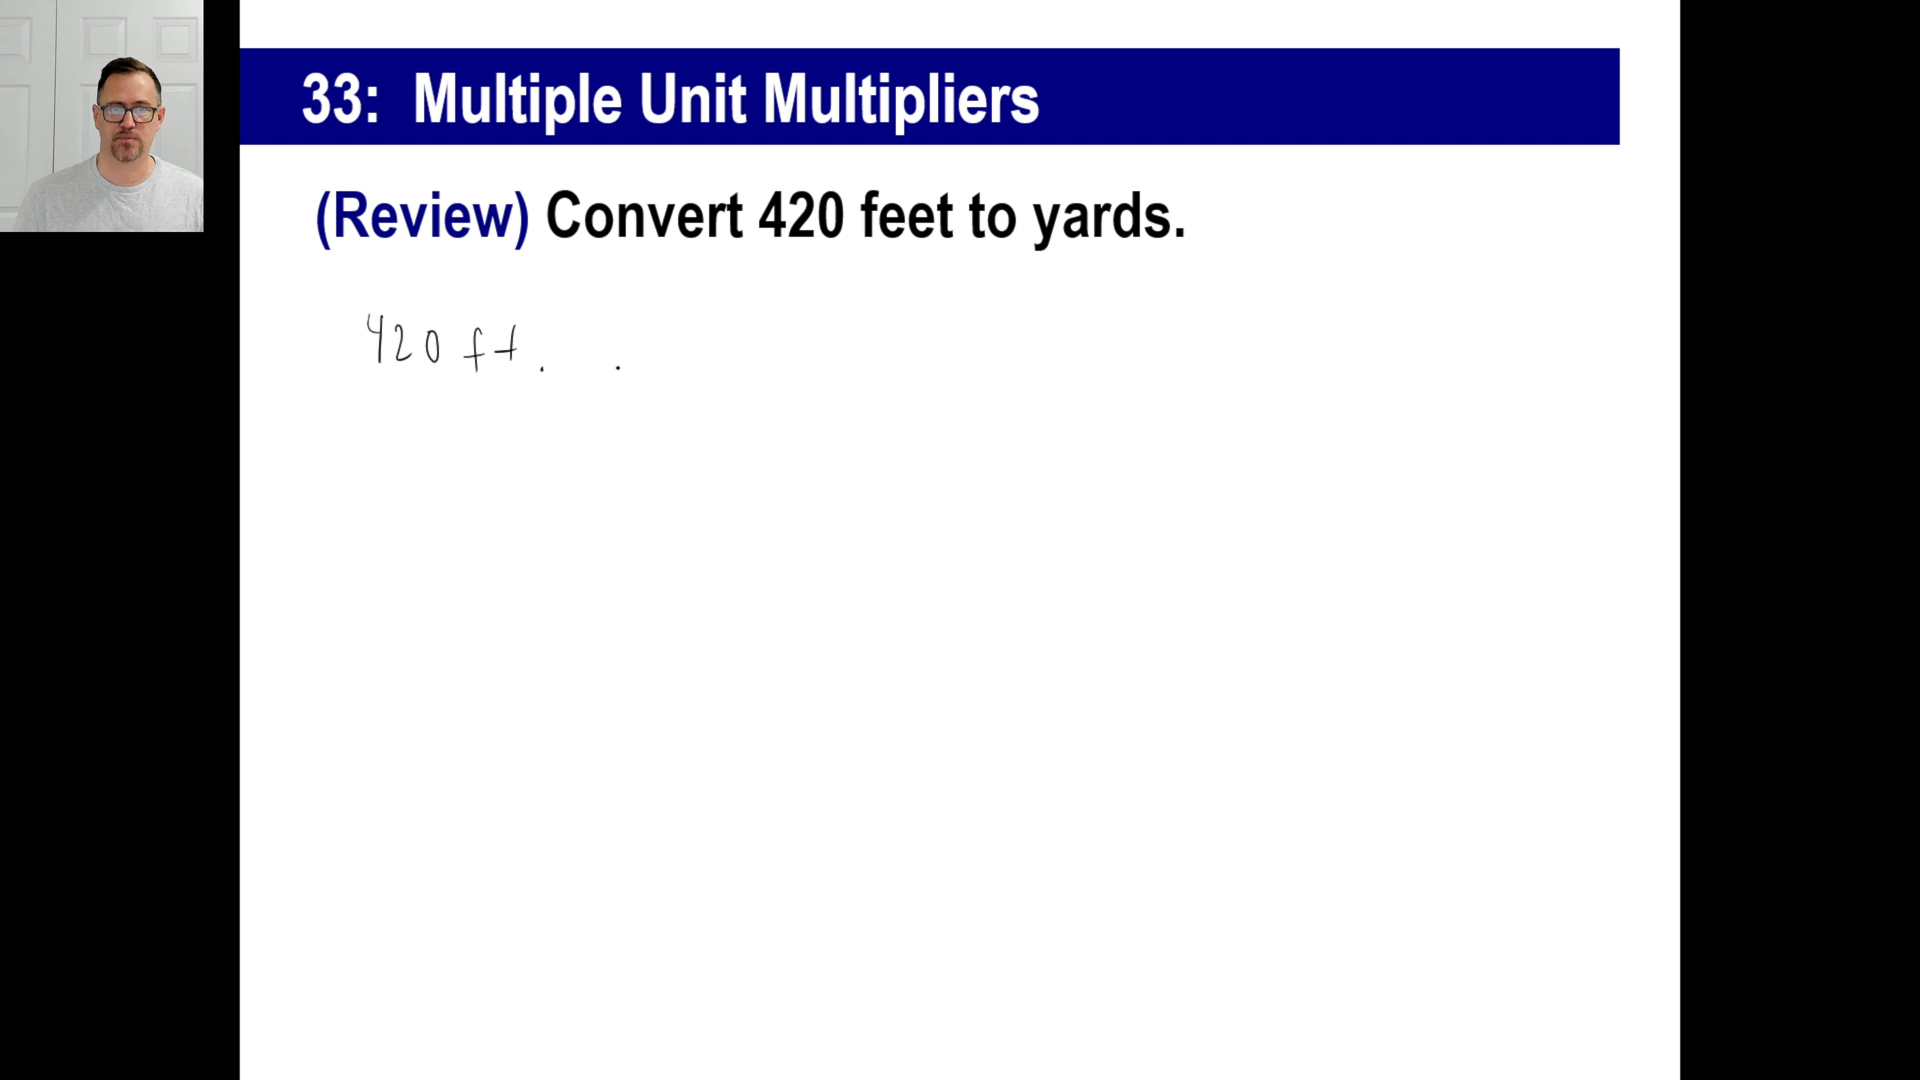 33: Multiple Unit Multipliers
(Review) Convert 420 feet to yards.
420 ft . .